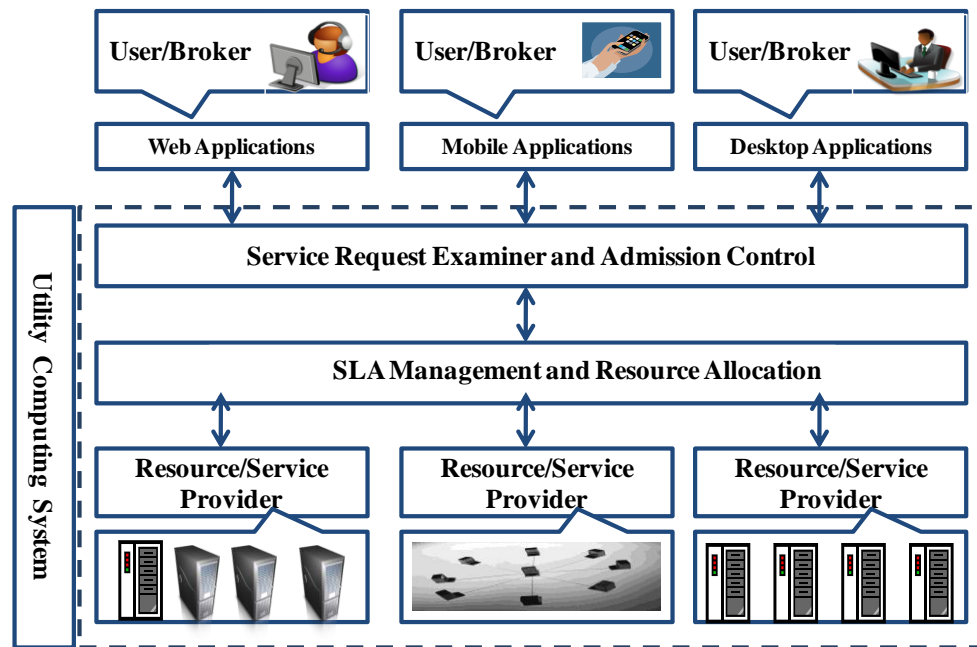 User/Broker
User/Broker
User/Broker
Web Applications
Mobile Applications
Desktop Applications
Utility Computing System
Service Request Examiner and Admission Control
SLA Management and Resource Allocation
Resource/Service
Provider
Resource/Service
Provider
Resource/Service
Provider